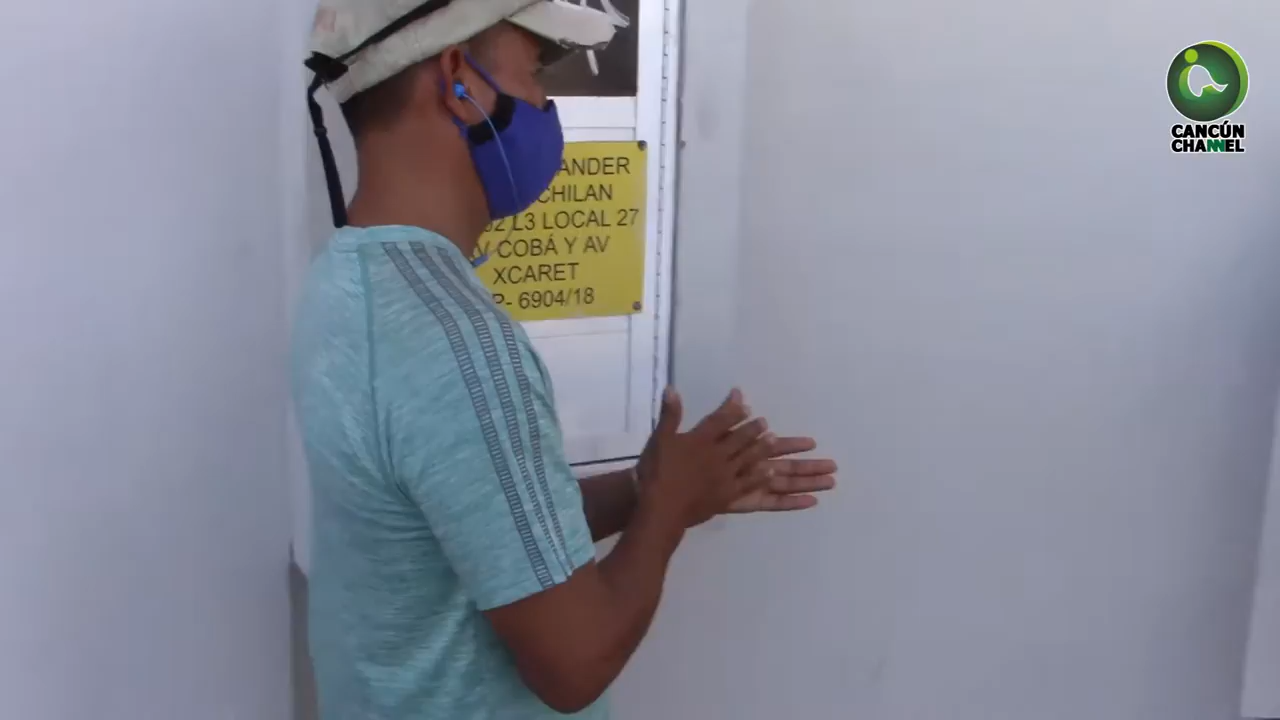 ANDER
CHILAN
L3 LOCAL 27
COBÁ Y AV
XCARET
6904/18
CANCÚN
CHANNEL